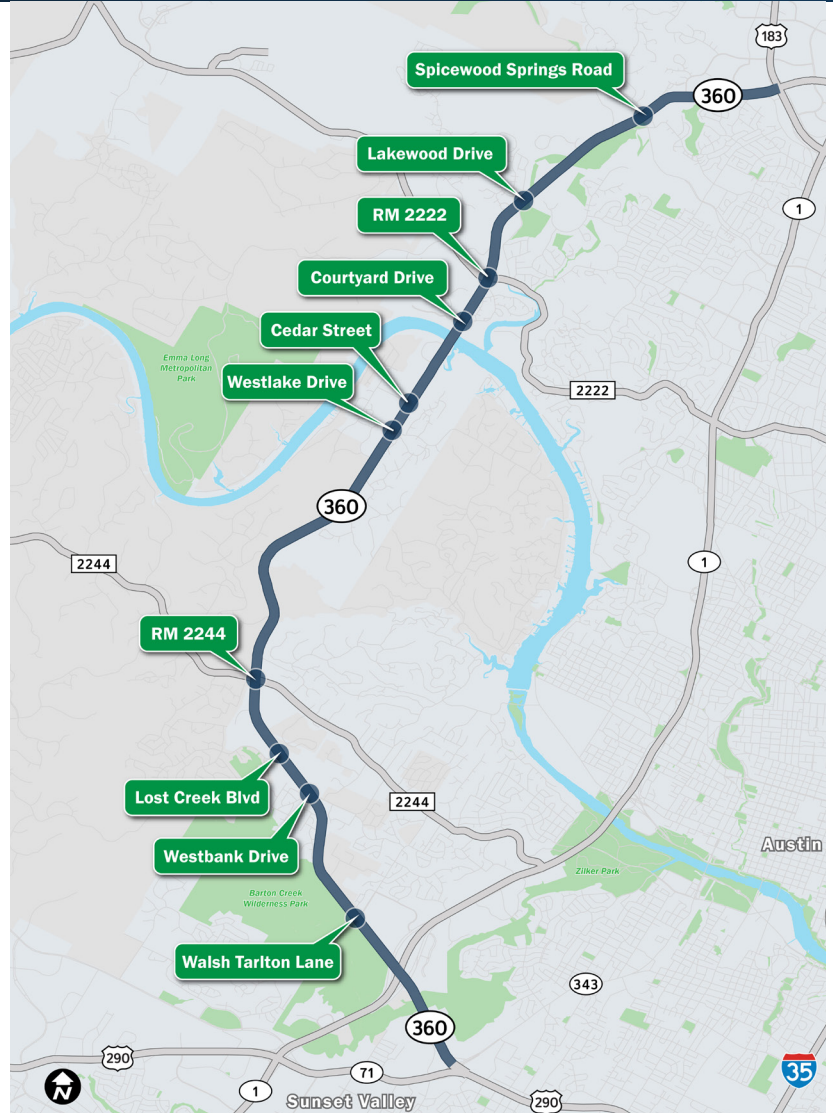 183
Spicewood Springs Road
360
Lakewood Drive
1
RM 2222
Courtyard Drive
Cedar Street
Emma Long
Metropolitan
Park
Westlake Drive
2222
360
2244
1
RM 2244
Lost Creek Blvd
2244
Westbank Drive
Austin
Zilker Park
Barton Creek
Wilderness Park
Walsh Tarlton Lane
343
360
290
71
35
N
1
Sunset Valley
290